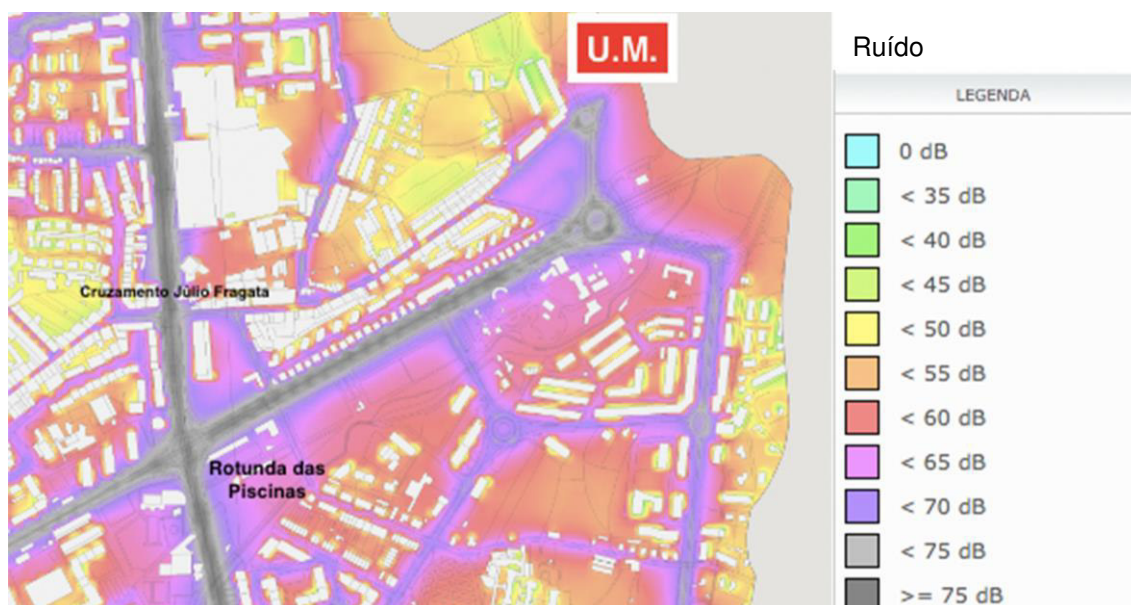 U.M.
Cruzamento Júlio Fragata
Rotunda das
Piscinas
Ruído
LEGENDA
0 dB
< 35 dB
< 40 dB
< 45 dB
< 50 dB
< 55 dB
< 60 dB
< 65 dB
< 70 dB
< 75 dB
>= 75 dB